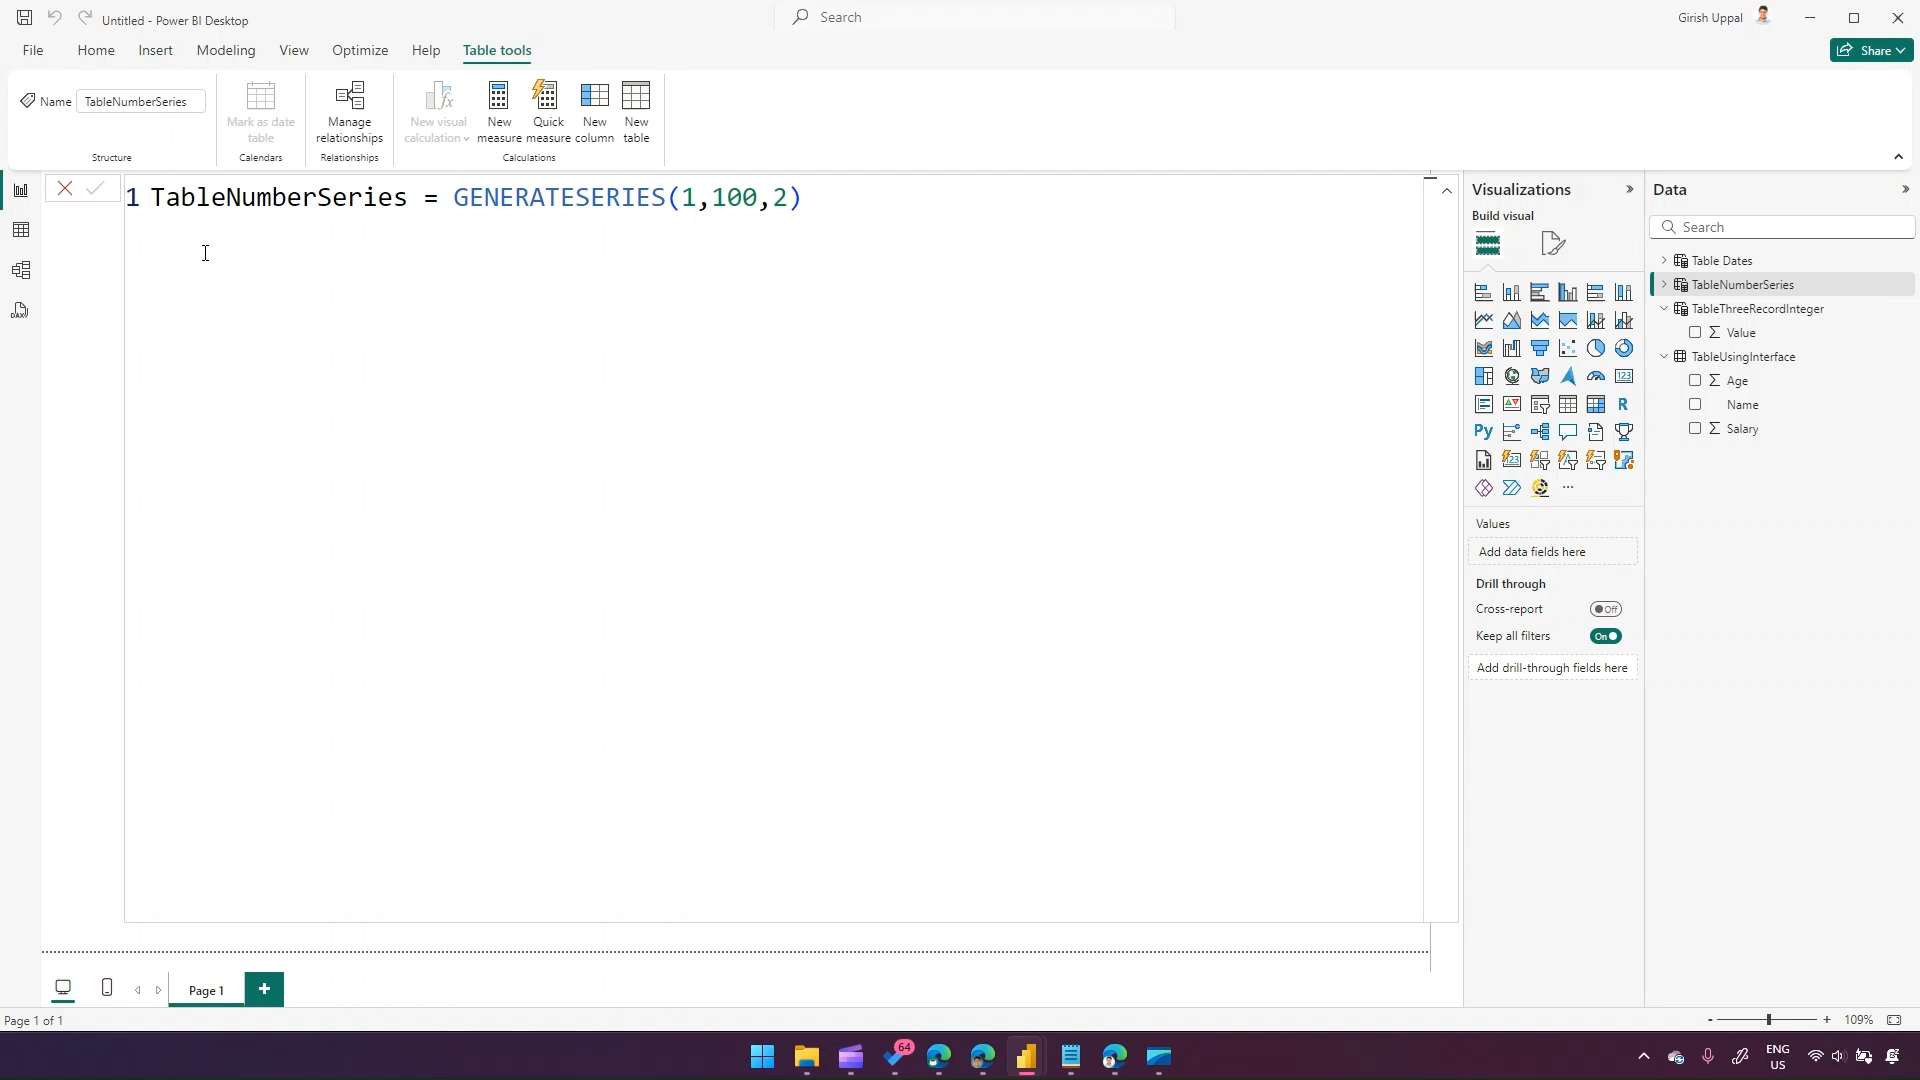 Untitled - Power BI Desktop
Search
Girish Uppal
File Home Insert Modeling View Optimize Help Table tools
Share
Name TableNumberSeries
Mark as date table
Manage relationships
New visual calculation
New measure
Quick measure
New column
New table
Structure Calendars Relationships Calculations
1 TableNumberSeries = GENERATESERIES(1,100,2)
Visualizations
Build visual
123
R
Py
Values
Add data fields here
Drill through
Cross-report Off
Keep all filters On
Add drill-through fields here
Data
Search
Table Dates
TableNumberSeries
TableThreeRecordInteger
Value
TableUsingInterface
Age
Name
Salary
DAX
Page 1
Page 1 of 1
- + 109%
64
ENG
US